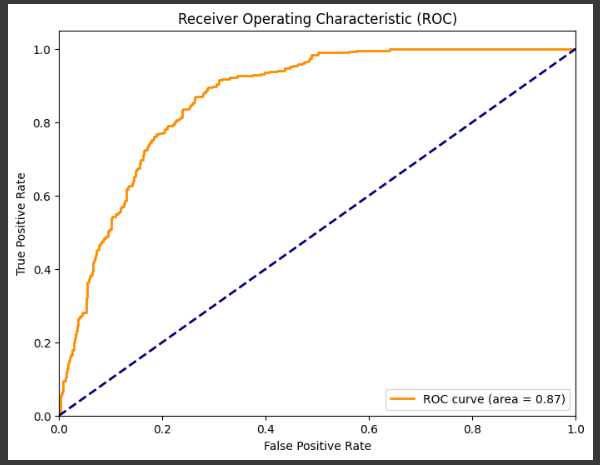 Receiver Operating Characteristic (ROC)
1.0
0.8
0.6
0.4
0.2
0.0
True Positive Rate
ROC curve (area = 0.87)
0.0 0.2 0.4 0.6 0.8 1.0
False Positive Rate